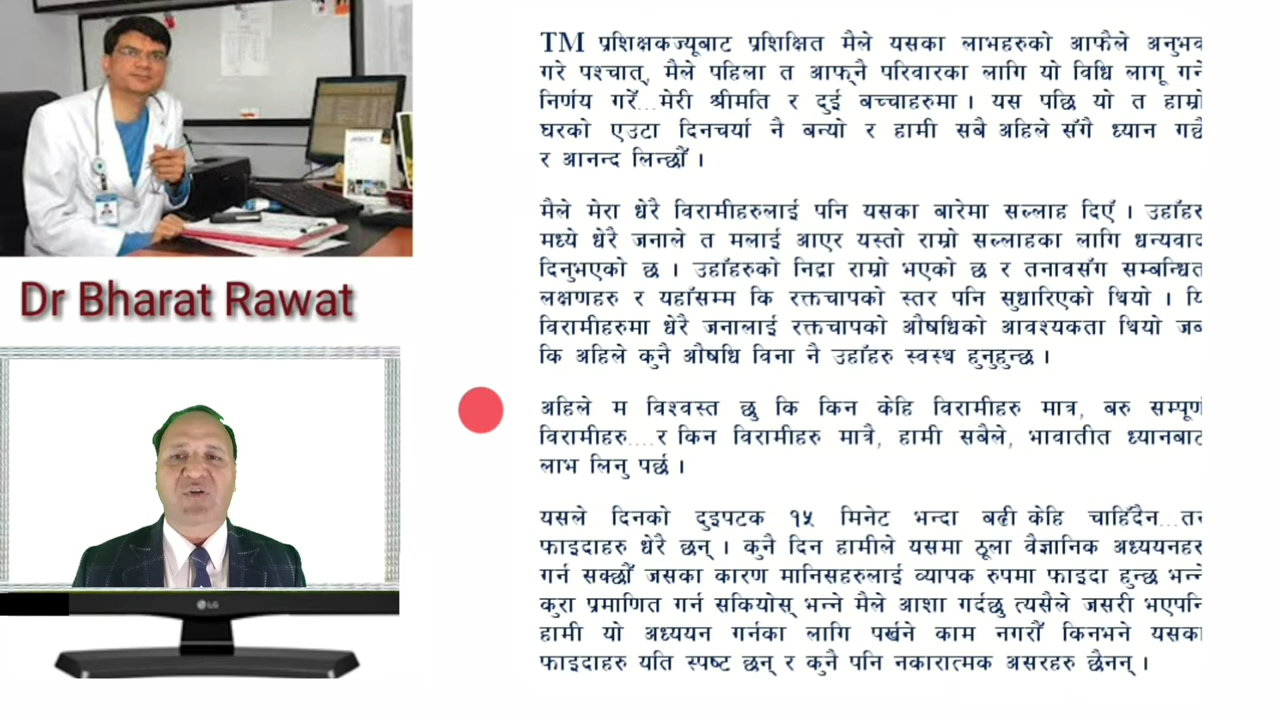 Dr Bharat Rawat
LG
TM प्रशिक्षकज्यूबाट प्रशिक्षित मैले यसका लाभहरुको आफैले अनुभव
गरे पश्चात्, मैले पहिला त आफ्नै परिवारका लागि यो विधि लागू गर्ने
निर्णय गरेँ...मेरी श्रीमति र दुई बच्चाहरुमा । यस पछि यो त हाम्रो
घरको एउटा दिनचर्या नै बन्यो र हामी सबै अहिले सँगै ध्यान गर्छौ
र आनन्द लिन्छौँ ।
मैले मेरा धेरै विरामीहरुलाई पनि यसका बारेमा सल्लाह दिएँ । उहाँहरु
मध्ये धेरै जनाले त मलाई आएर यस्तो राम्रो सल्लाहका लागि धन्यवाद
दिनुभएको छ । उहाँहरुको निद्रा राम्रो भएको छ र तनावसँग सम्बन्धित
लक्षणहरु र यहाँसम्म कि रक्तचापको स्तर पनि सुधारिएको थियो । यि
विरामीहरुमा धेरै जनालाई रक्तचापको औषधिको आवश्यकता थियो जब
कि अहिले कुनै औषधि विना नै उहाँहरु स्वस्थ हुनुहुन्छ ।
अहिले म विश्वस्त छु कि किन केहि विरामीहरु मात्र, बरु सम्पूर्ण
विरामीहरु....र किन विरामीहरु मात्रै, हामी सबैले, भावातीत ध्यानबाट
लाभ लिनु पर्छ ।
यसले दिनको दुइपटक १५ मिनेट भन्दा बढी केहि चाहिँदैन...तर
फाइदाहरु धेरै छन् । कुनै दिन हामीले यसमा ठूला वैज्ञानिक अध्ययनहरु
गर्न सक्छौँ जसका कारण मानिसहरुलाई व्यापक रुपमा फाइदा हुन्छ भन्ने
कुरा प्रमाणित गर्न सकियोस् भन्ने मैले आशा गर्दछु त्यसैले जसरी भएपनि
हामी यो अध्ययन गर्नका लागि पर्खने काम नगरौँ किनभने यसका
फाइदाहरु यति स्पष्ट छन् र कुनै पनि नकारात्मक असरहरु छैनन् ।